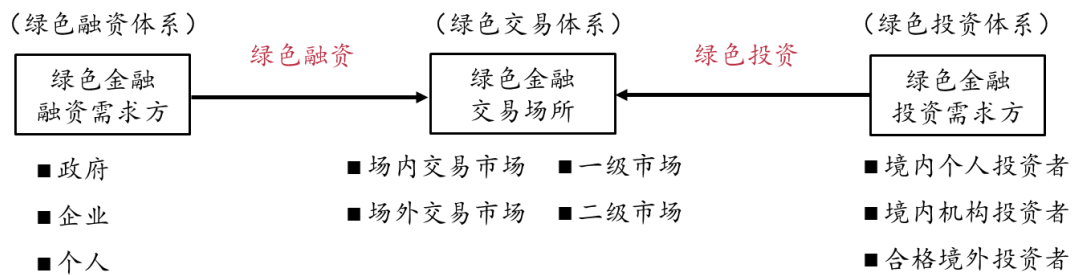 （绿色融资体系）
（绿色交易体系）
（绿色投资体系）
绿色融资
绿色投资
绿色金融
融资需求方
绿色金融
交易场所
绿色金融
投资需求方
■政府
■企业
■个人
■场内交易市场
■场外交易市场
■一级市场
■二级市场
■境内个人投资者
■境内机构投资者
■合格境外投资者